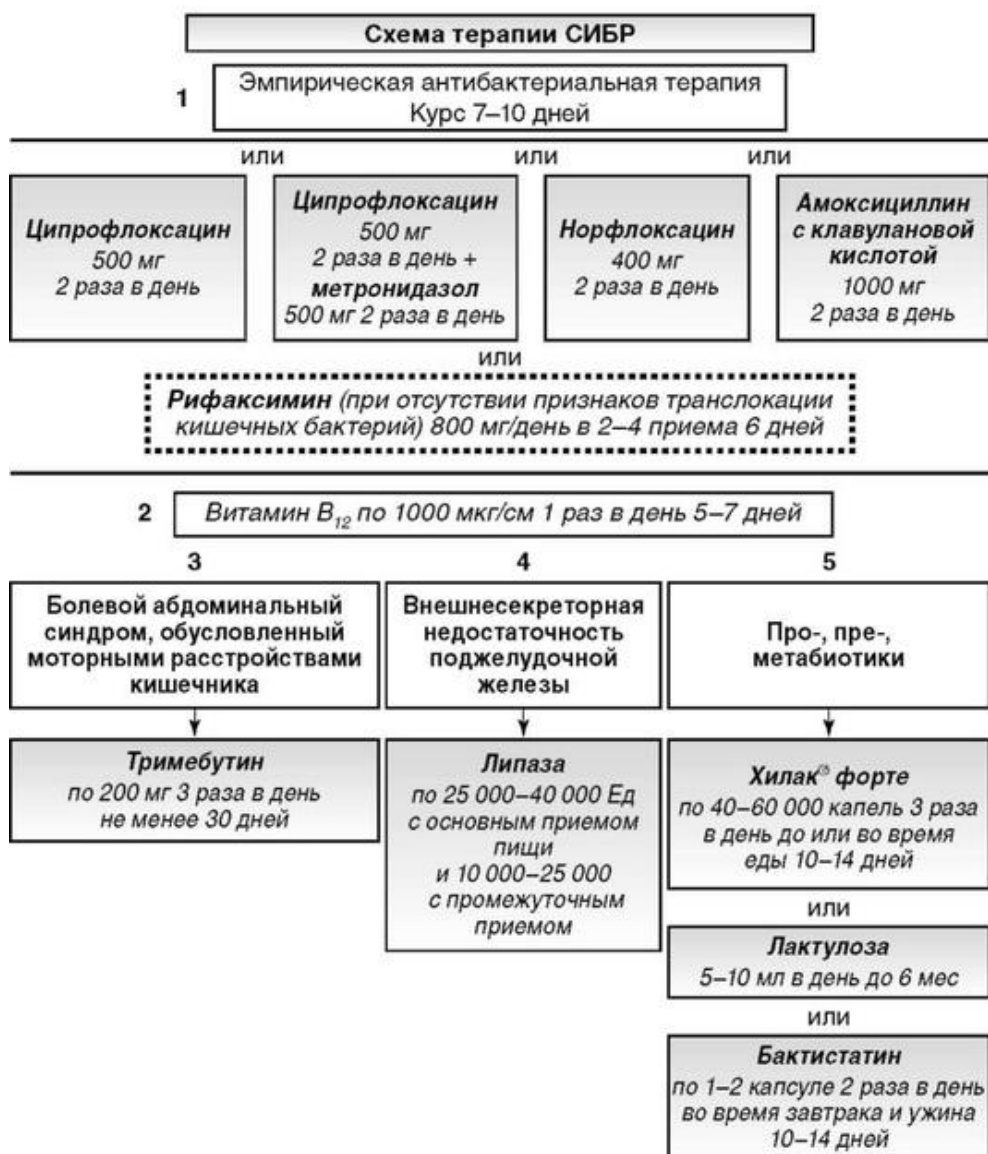 Схема терапии СИБР
1
Эмпирическая антибактериальная терапия
Курс 7–10 дней
или
или
или
Ципрофлоксацин
500 мг
2 раза в день
Ципрофлоксацин
500 мг
2 раза в день +
метронидазол
500 мг 2 раза в день
Норфлоксацин
400 мг
2 раза в день
Амоксициллин
с клавулановой
кислотой
1000 мг
2 раза в день
или
Рифаксимин (при отсутствии признаков транслокации
кишечных бактерий) 800 мг/день в 2–4 приема 6 дней
2
Витамин B12 по 1000 мкг/см 1 раз в день 5–7 дней
3
Болевой абдоминальный
синдром, обусловленный
моторными расстройствами
кишечника
Тримебутин
по 200 мг 3 раза в день
не менее 30 дней
4
Внешнесекреторная
недостаточность
поджелудочной
железы
Липаза
по 25 000–40 000 Ед
с основным приемом
пищи
и 10 000–25 000
с промежуточным
приемом
5
Про-, пре-,
метабиотики
Хилак® форте
по 40–60 000 капель 3 раза
в день до или во время
еды 10–14 дней
или
Лактулоза
5–10 мл в день до 6 мес
или
Бактистатин
по 1–2 капсуле 2 раза в день
во время завтрака и ужина
10–14 дней